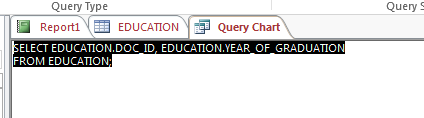 Query Type
Query S
Report1
EDUCATION
Query Chart
SELECT EDUCATION.DOC_ID, EDUCATION.YEAR_OF_GRADUATION
FROM EDUCATION;